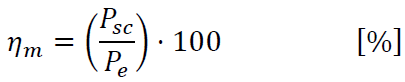 η_m = (P_sc / P_e) · 100 [%]